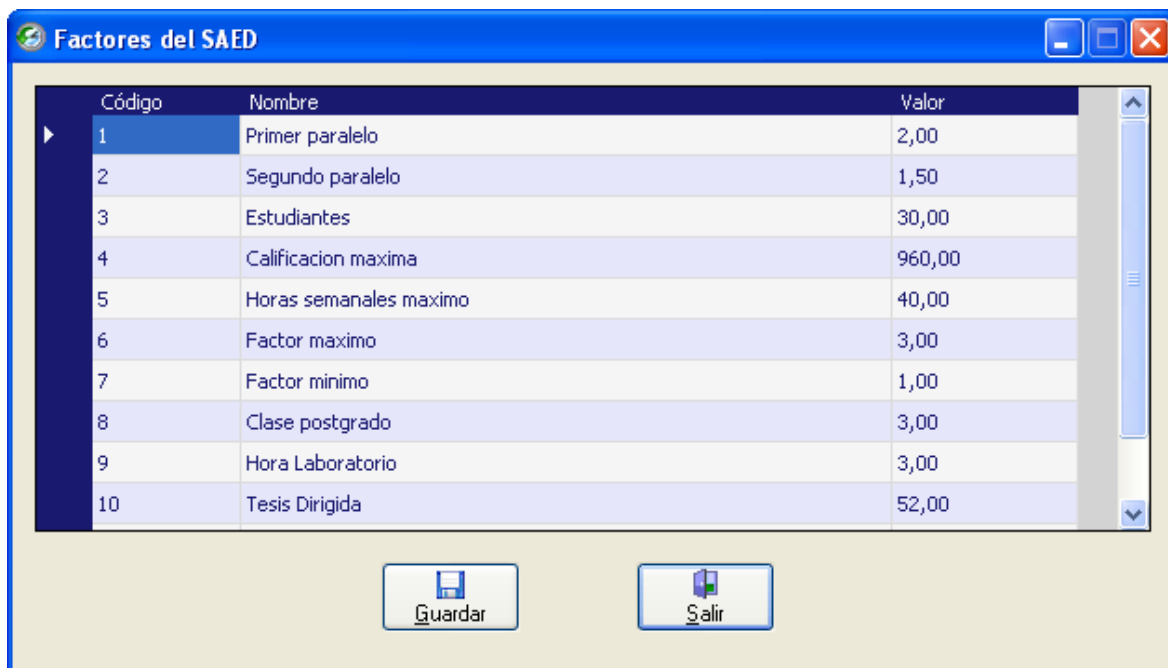 Factores del SAED
Código Nombre Valor
1 Primer paralelo 2,00
2 Segundo paralelo 1,50
3 Estudiantes 30,00
4 Calificacion maxima 960,00
5 Horas semanales maximo 40,00
6 Factor maximo 3,00
7 Factor minimo 1,00
8 Clase postgrado 3,00
9 Hora Laboratorio 3,00
10 Tesis Dirigida 52,00
Guardar Salir